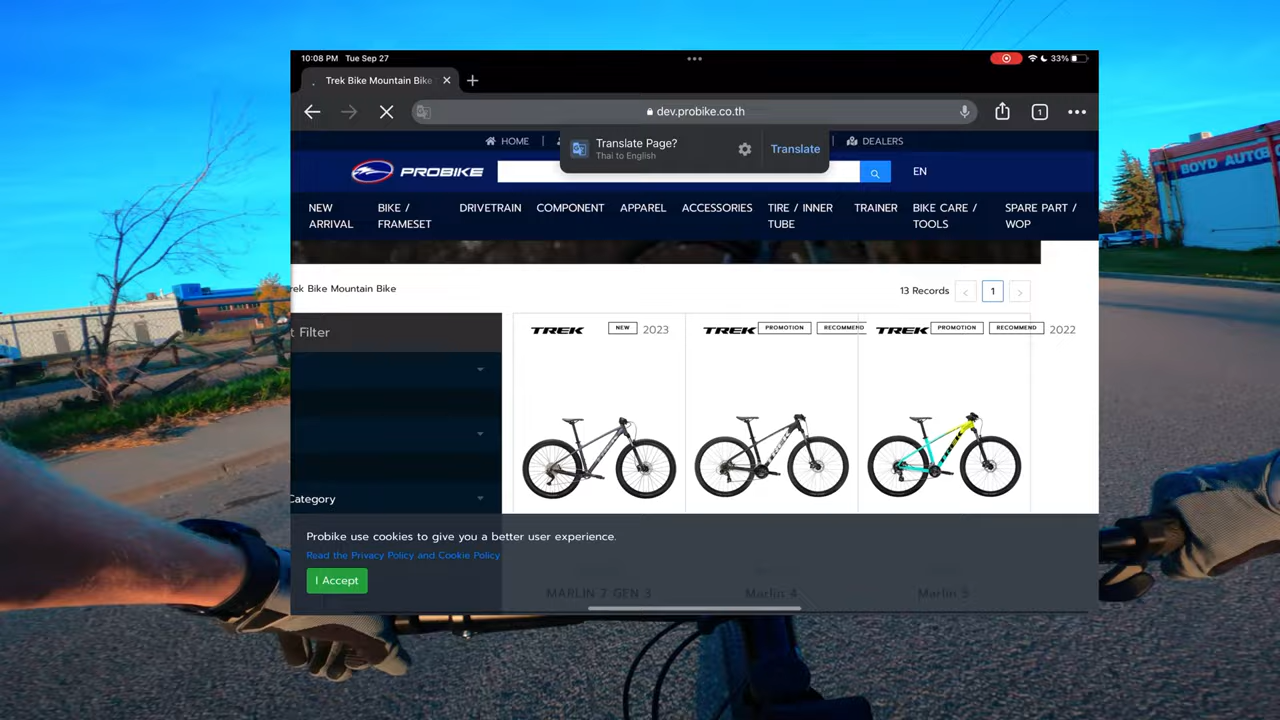 10:08 PM Tue Sep 27
33%
Trek Bike Mountain Bike
dev.probike.co.th
1
HOME
DEALERS
Translate Page?
Thai to English
Translate
PROBIKE
EN
NEW ARRIVAL
BIKE / FRAMESET
DRIVETRAIN
COMPONENT
APPAREL
ACCESSORIES
TIRE / INNER TUBE
TRAINER
BIKE CARE / TOOLS
SPARE PART / WOP
rek Bike Mountain Bike
13 Records
1
t Filter
Category
TREK NEW 2023
TREK PROMOTION RECOMMEND
TREK PROMOTION RECOMMEND 2022
TREK
Probike use cookies to give you a better user experience.
Read the Privacy Policy and Cookie Policy
I Accept
MARLIN 7 GEN 3
Marlin 4
Marlin 5
BOYD AUTOB